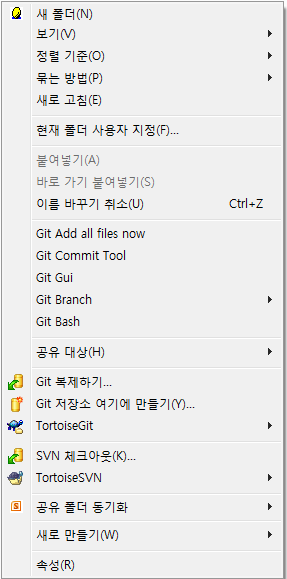 새 폴더(N)
보기(V)
정렬 기준(O)
묶는 방법(P)
새로 고침(E)
현재 폴더 사용자 지정(F)...
붙여넣기(A)
바로 가기 붙여넣기(S)
이름 바꾸기 취소(U) Ctrl+Z
Git Add all files now
Git Commit Tool
Git Gui
Git Branch
Git Bash
공유 대상(H)
Git 복제하기...
Git 저장소 여기에 만들기(Y)...
TortoiseGit
SVN 체크아웃(K)...
TortoiseSVN
공유 폴더 동기화
새로 만들기(W)
속성(R)